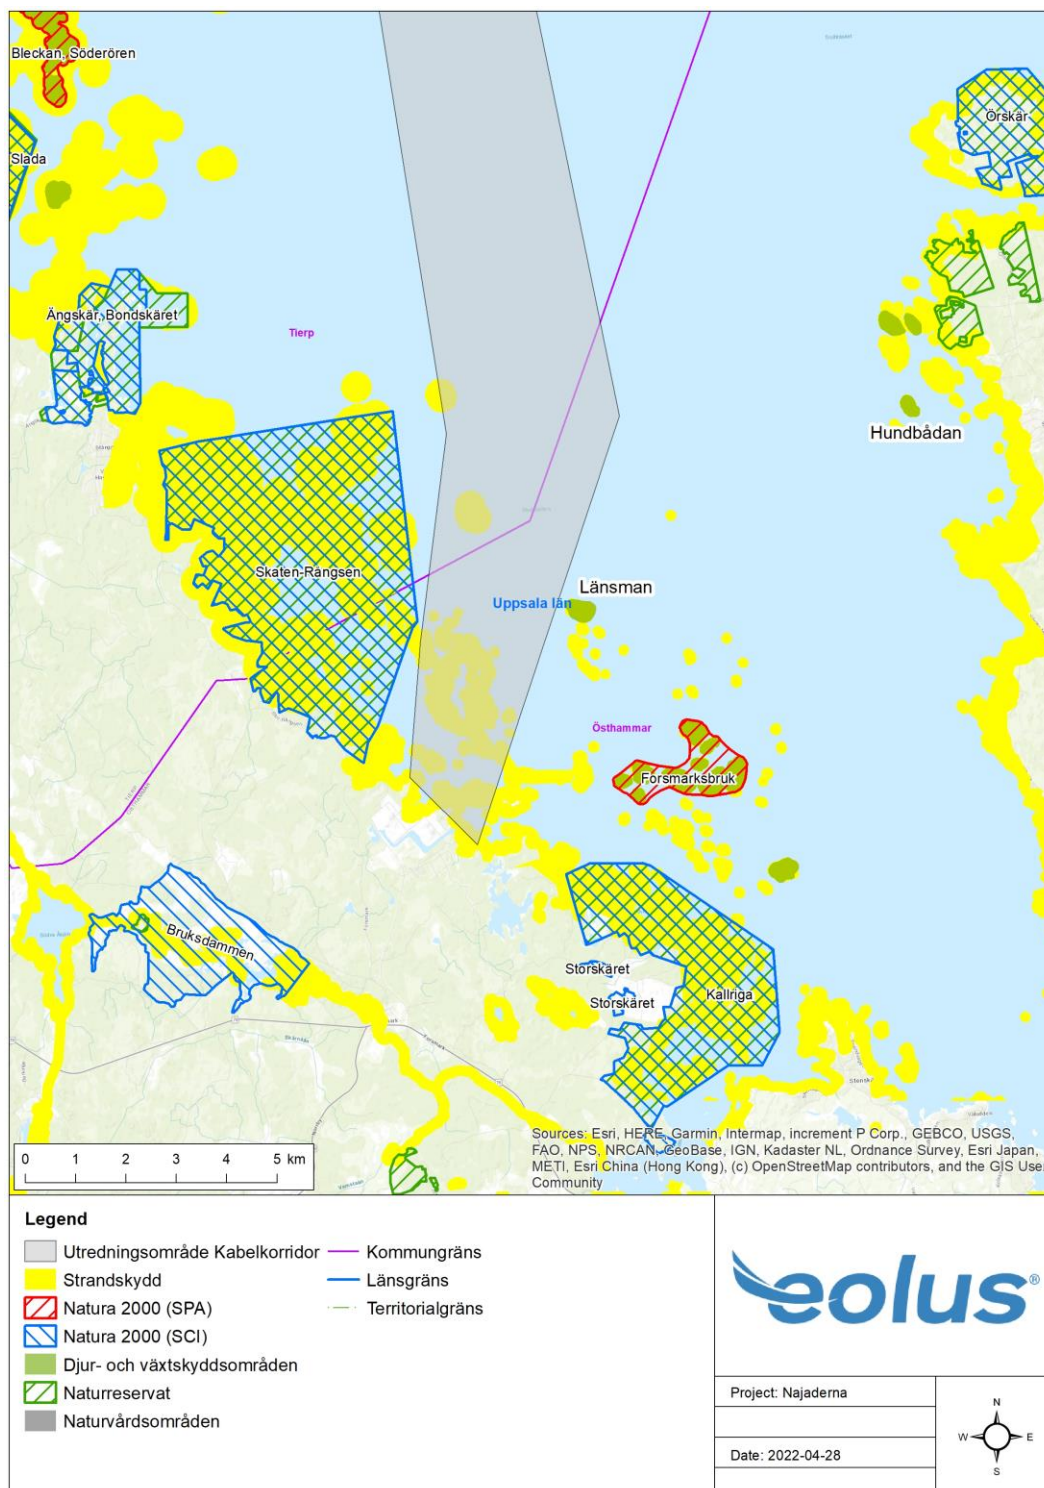 Bleckan, Söderören
Örskär
Slada
Ängskär, Bondskäret
Tierp
Hundbådan
Skaten-Rångsen
Länsman
Uppsala län
Östhammar
Forsmarksbruk
Bruksdammen
Storskäret
Storskäret
Kallriga
Sources: Esri, HERE, Garmin, Intermap, increment P Corp., GEBCO, USGS,
FAO, NPS, NRCAN, GeoBase, IGN, Kadaster NL, Ordnance Survey, Esri Japan,
METI, Esri China (Hong Kong), (c) OpenStreetMap contributors, and the GIS Use
Community
0 1 2 3 4 5 km
Legend
Utredningsområde Kabelkorridor
Strandskydd
Natura 2000 (SPA)
Natura 2000 (SCI)
Djur- och växtskyddsområden
Naturreservat
Naturvårdsområden
Kommungräns
Länsgräns
Territorialgräns
eolus®
Project: Najaderna
Date: 2022-04-28
N
W E
S